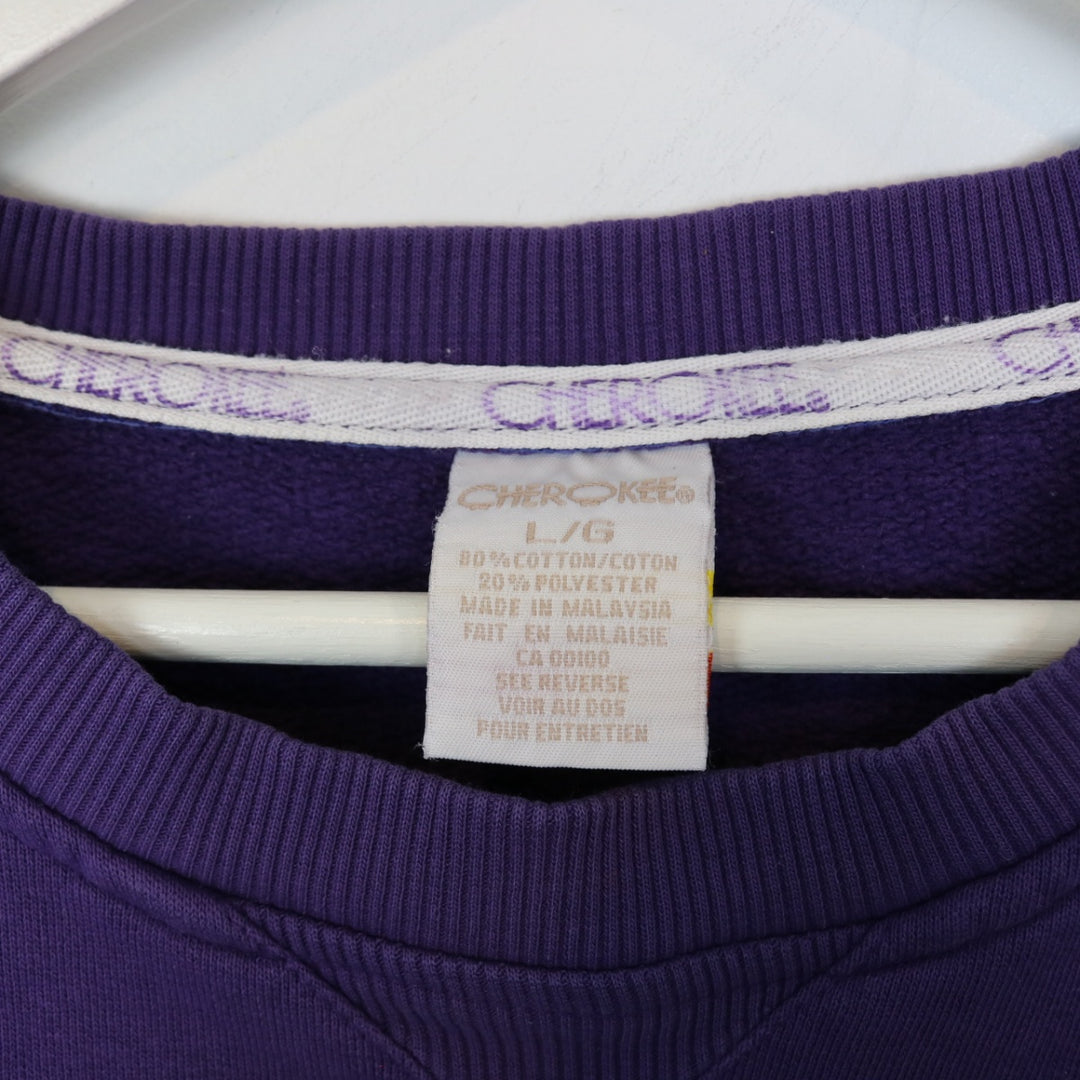 CHEROKEE® CHEROKEE® C
CHEROKEE®
L/G
80% COTTON/COTON
20% POLYESTER
MADE IN MALAYSIA
FAIT EN MALAISIE
CA 00100
SEE REVERSE
VOIR AU DOS
POUR ENTRETIEN